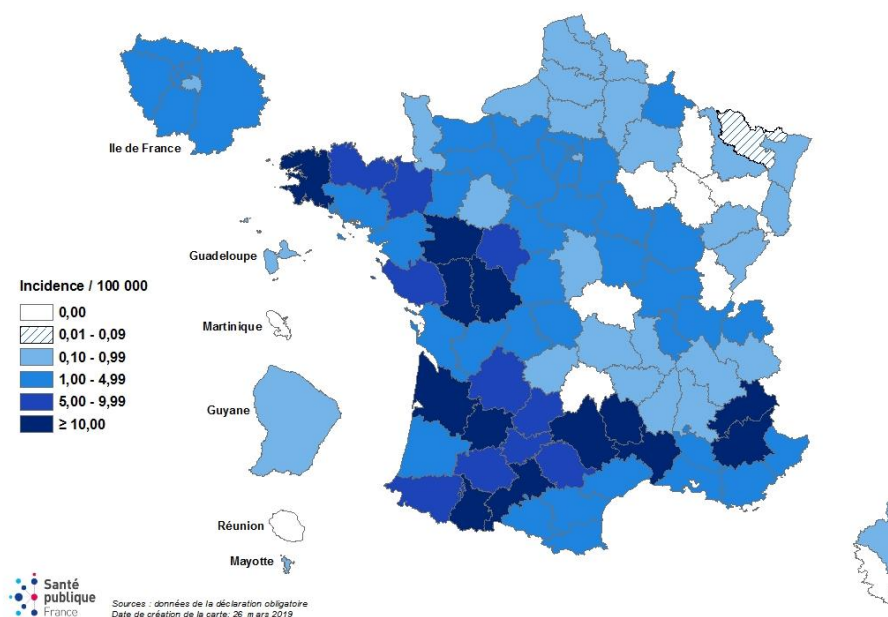 Ile de France
Guadeloupe
Incidence / 100 000
0,00
0,01 - 0,09
0,10 - 0,99
1,00 - 4,99
5,00 - 9,99
≥ 10,00
Martinique
Guyane
Réunion
Mayotte
Santé
publique
France
Sources : données de la déclaration obligatoire
Date de création de la carte: 26 mars 2019